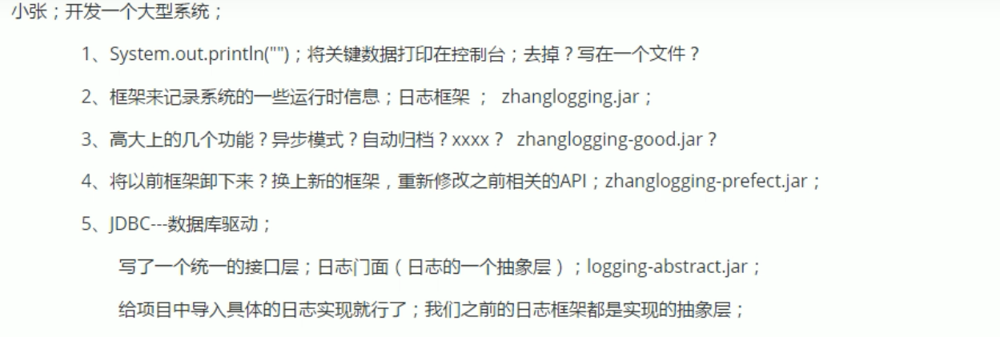 小张；开发一个大型系统；
1、System.out.println("")；将关键数据打印在控制台；去掉？写在一个文件？
2、框架来记录系统的一些运行时信息；日志框架 ； zhanglogging.jar；
3、高大上的几个功能？异步模式？自动归档？xxxx？ zhanglogging-good.jar？
4、将以前框架卸下来？换上新的框架，重新修改之前相关的API；zhanglogging-prefect.jar；
5、JDBC---数据库驱动；
写了一个统一的接口层；日志门面（日志的一个抽象层）；logging-abstract.jar；
给项目中导入具体的日志实现就行了；我们之前的日志框架都是实现的抽象层；